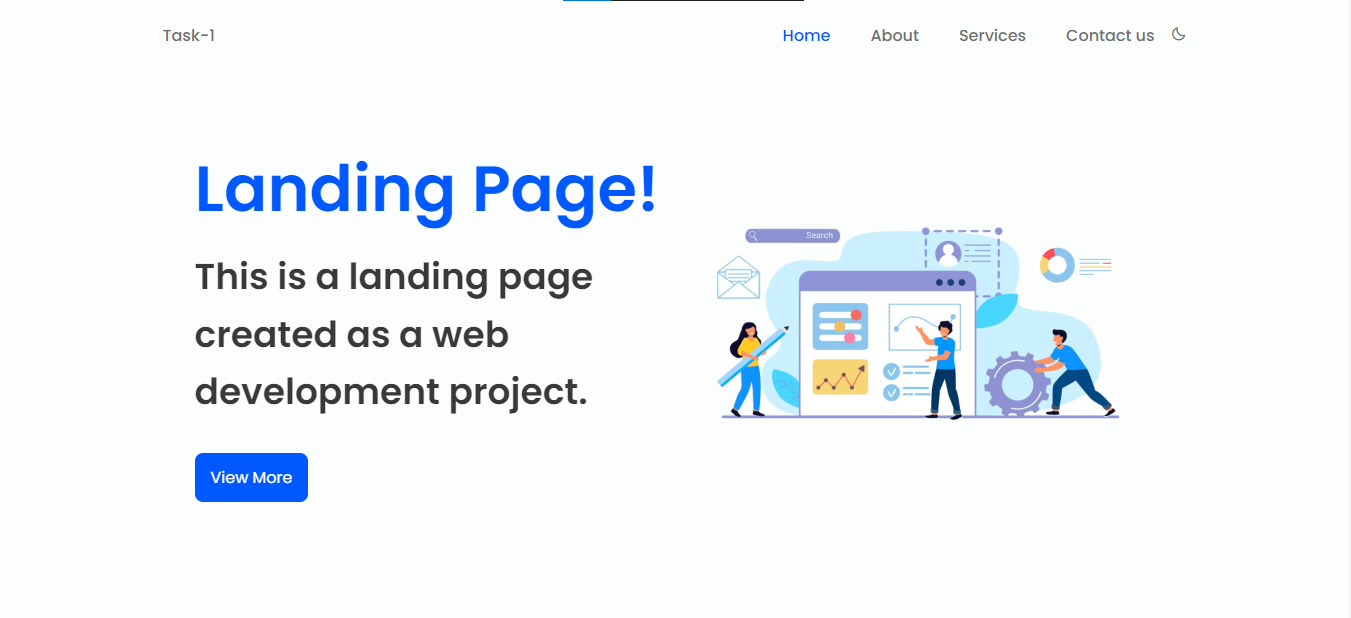 Task-1
Home About Services Contact us
Landing Page!
This is a landing page
created as a web
development project.
View More
Search